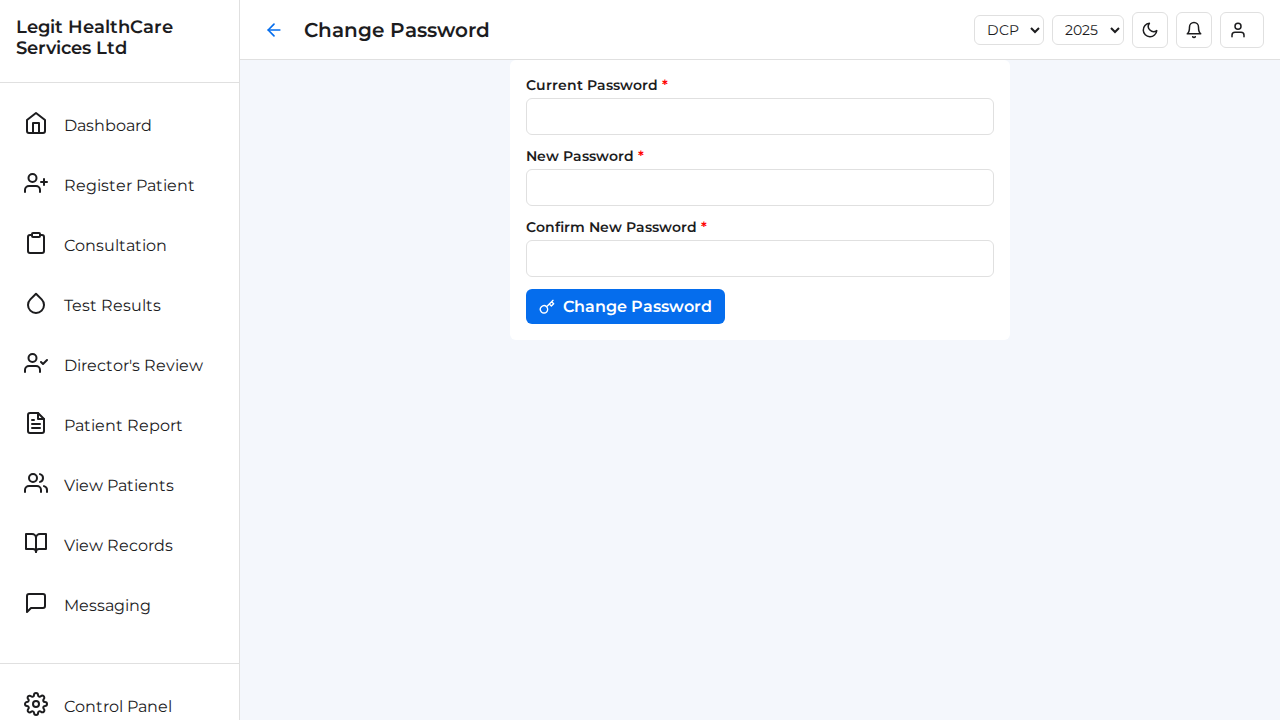 Legit HealthCare
Services Ltd
Dashboard
Register Patient
Consultation
Test Results
Director's Review
Patient Report
View Patients
View Records
Messaging
Control Panel
Change Password
DCP
2025
Current Password *
New Password *
Confirm New Password *
Change Password